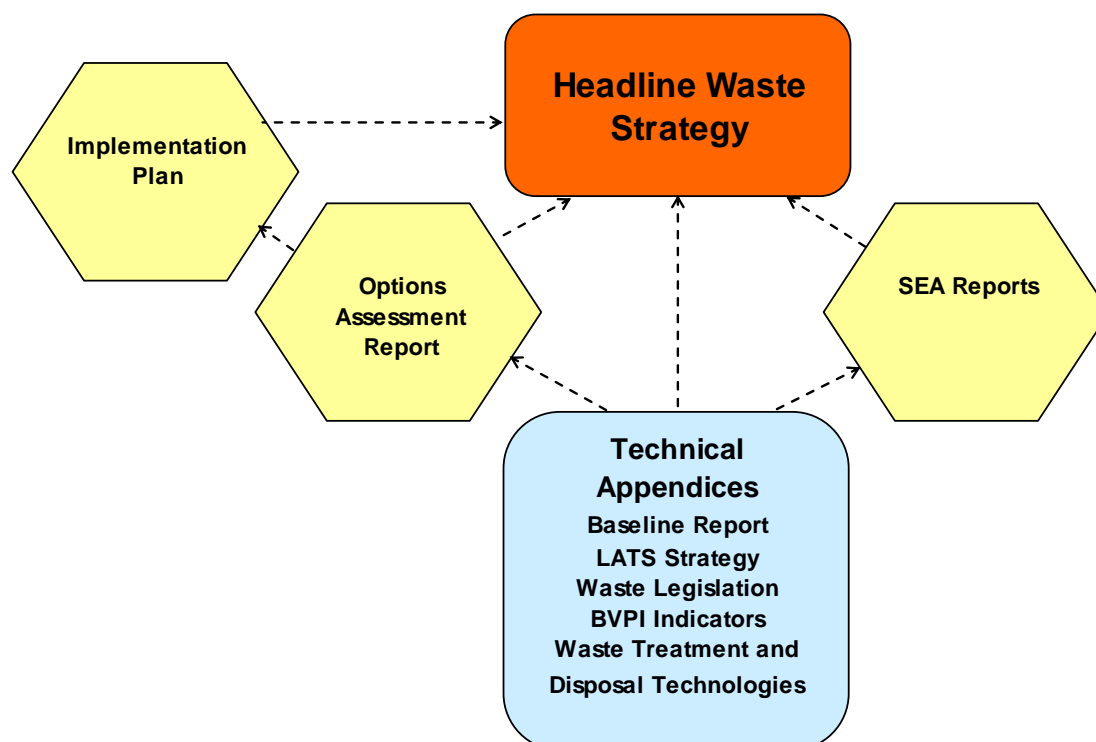 Headline Waste
Strategy
Implementation
Plan
Options
Assessment
Report
SEA Reports
Technical
Appendices
Baseline Report
LATS Strategy
Waste Legislation
BVPI Indicators
Waste Treatment and
Disposal Technologies